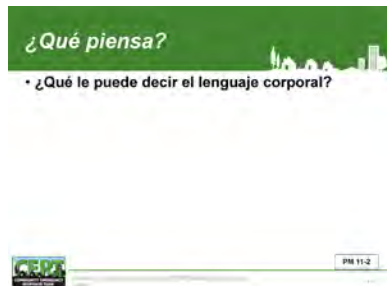 ¿Qué piensa?
• ¿Qué le puede decir el lenguaje corporal?
PM 11-2
CERT